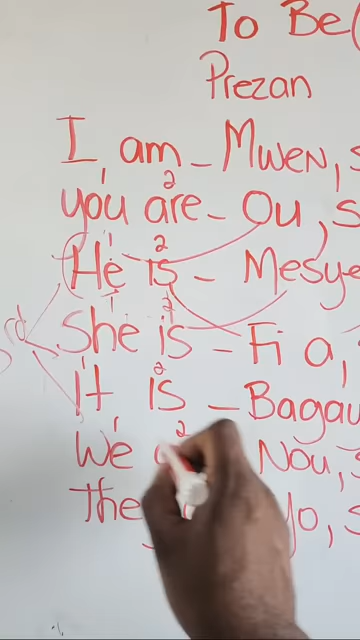 To Be(
Prezan
I am - Mwen, s
you are - Ou, s
He is - Mesye
She is - Fi a,
It is - Bagay
We Nou, s
the yo, s